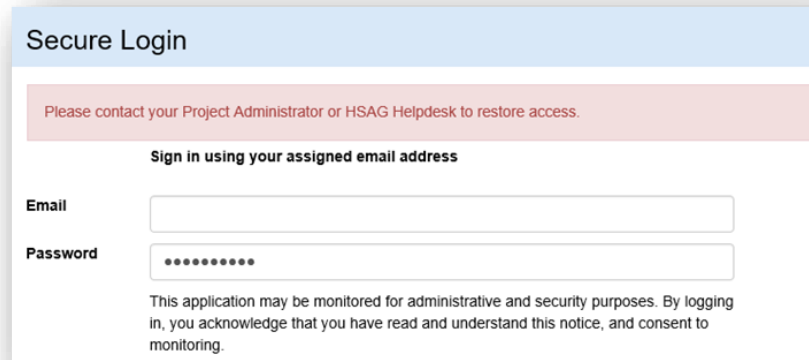 Secure Login
Please contact your Project Administrator or HSAG Helpdesk to restore access.
Sign in using your assigned email address
Email
Password
••••••••••
This application may be monitored for administrative and security purposes. By logging
in, you acknowledge that you have read and understand this notice, and consent to
monitoring.